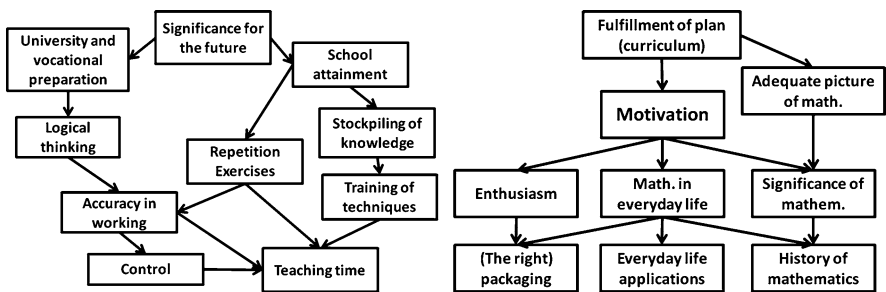 Significance for
the future
University and
vocational
preparation
School
attainment
Logical
thinking
Stockpiling of
knowledge
Repetition
Exercises
Training of
techniques
Accuracy in
working
Control
Teaching time
Fulfillment of plan
(curriculum)
Adequate picture
of math.
Motivation
Enthusiasm
Math. in
everyday life
Significance of
mathem.
(The right)
packaging
Everyday life
applications
History of
mathematics